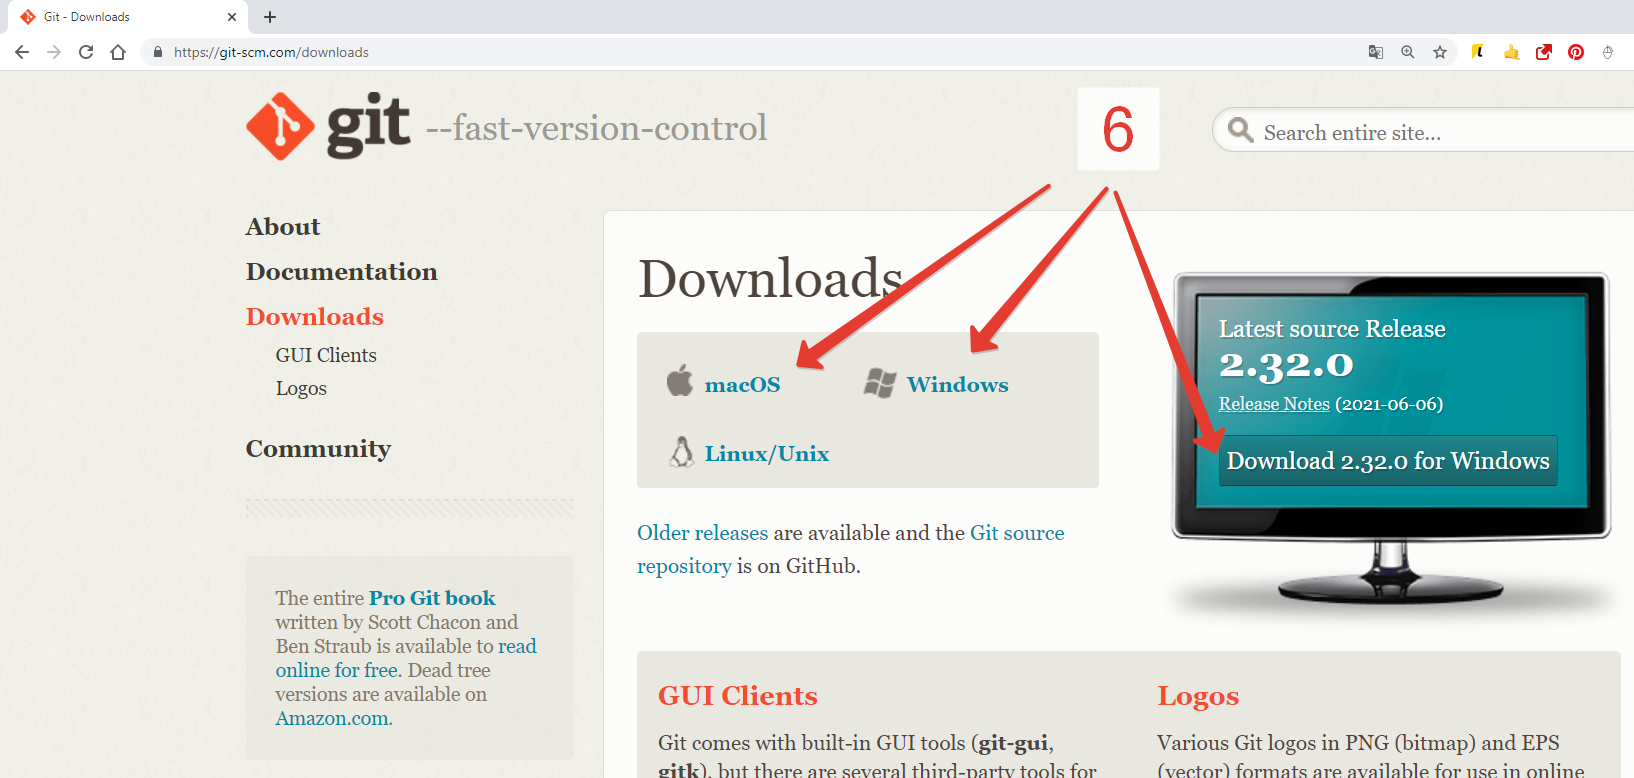 Git - Downloads
https://git-scm.com/downloads
git --fast-version-control
6
Search entire site...
About
Documentation
Downloads
GUI Clients
Logos
Community
The entire Pro Git book
written by Scott Chacon and
Ben Straub is available to read
online for free. Dead tree
versions are available on
Amazon.com.
Downloads
macOS
Windows
Linux/Unix
Older releases are available and the Git source
repository is on GitHub.
Latest source Release
2.32.0
Release Notes (2021-06-06)
Download 2.32.0 for Windows
GUI Clients
Git comes with built-in GUI tools (git-gui,
gitk), but there are several third-party tools for
Logos
Various Git logos in PNG (bitmap) and EPS
(vector) formats are available for use in online